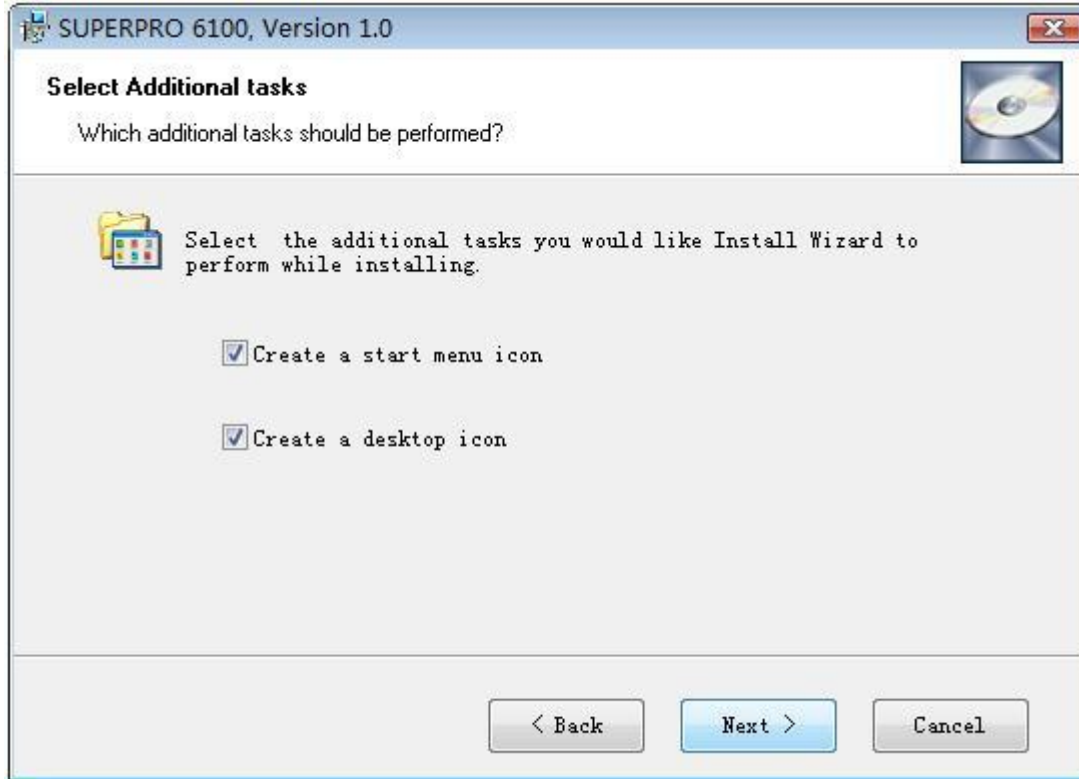 SUPERPRO 6100, Version 1.0
Select Additional tasks
Which additional tasks should be performed?
Select  the additional tasks you would like Install Wizard to
perform while installing.
Create a start menu icon
Create a desktop icon
< Back
Next >
Cancel